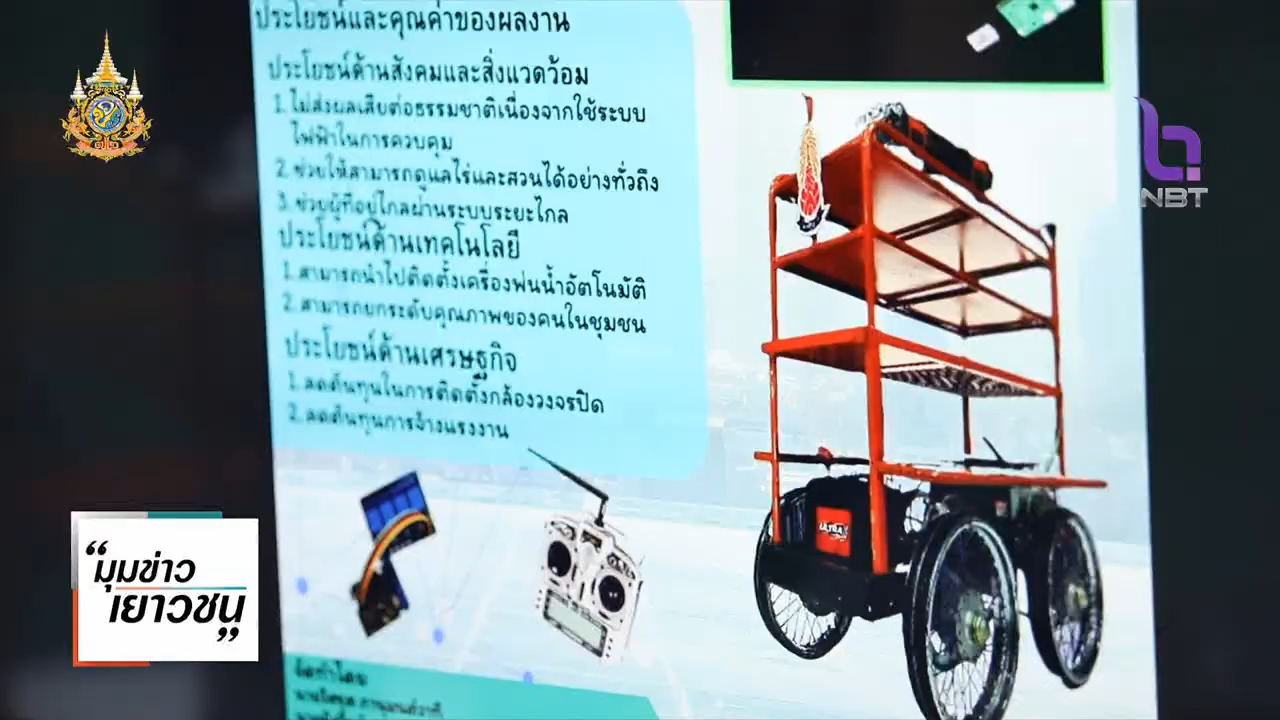 ประโยชน์และคุณค่าของผลงาน
ประโยชน์ด้านสังคมและสิ่งแวดว้อม
1. ไม่ส่งผลเสียต่อธรรมชาติเนื่องจากใช้ระบบ
ไฟฟ้าในการควบคุม
2. ช่วยให้สามารถดูแลไร่และสวนได้อย่างทั่วถึง
3. ช่วยผู้ที่อยู่ไกลผ่านระบบระยะไกล
ประโยชน์ด้านเทคโนโลยี
1. สามารถนำไปติดตั้งเครื่องพ่นน้ำอัตโนมัติ
2. สามารถยกระดับคุณภาพของคนในชุมชน
ประโยชน์ด้านเศรษฐกิจ
1. ลดต้นทุนในการติดตั้งกล้องวงจรปิด
2. ลดต้นทุนการจ้างแรงงาน
จัดทำโดย
ULTRA
NBT
“มุมข่าว
เยาวชน”